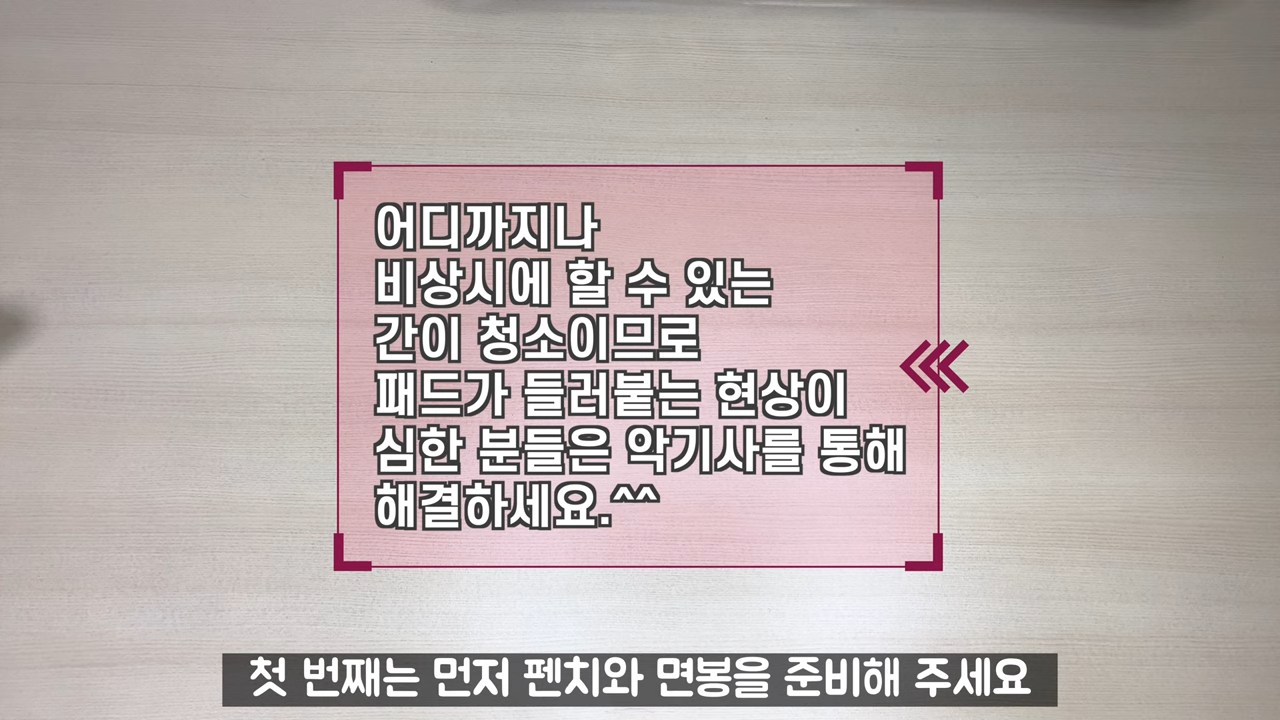 어디까지나
비상시에 할 수 있는
간이 청소이므로
패드가 들러붙는 현상이
심한 분들은 악기사를 통해
해결하세요.^^
첫 번째는 먼저 펜치와 면봉을 준비해 주세요